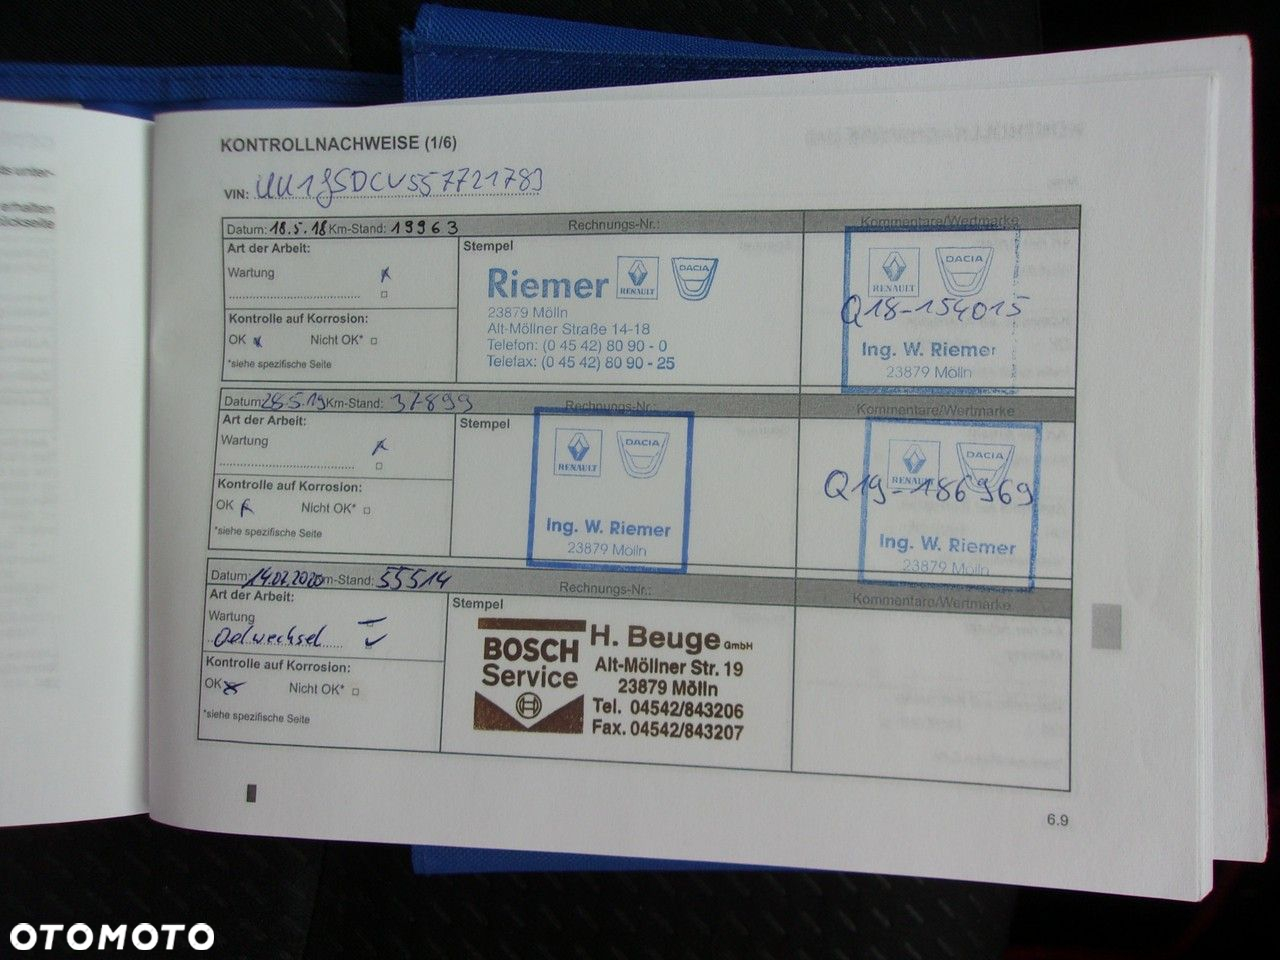 KONTROLLNACHWEISE (1/6)
VIN: UU1JSDCV557721783
Datum: 18.5.18 Km-Stand: 19963 Rechnungs-Nr.: Kommentare/Wertmarke
Art der Arbeit: Stempel
Wartung
Kontrolle auf Korrosion:
OK Nicht OK*
*siehe spezifische Seite
Riemer RENAULT DACIA
23879 Mölln
Alt-Möllner Straße 14-18
Telefon: (0 45 42) 80 90 - 0
Telefax: (0 45 42) 80 90 - 25
RENAULT DACIA
Q18-154015
Ing. W. Riemer
23879 Mölln
Datum: 28.5.19 Km-Stand: 37899 Rechnungs-Nr.: Kommentare/Wertmarke
Art der Arbeit: Stempel
Wartung
Kontrolle auf Korrosion:
OK Nicht OK*
*siehe spezifische Seite
RENAULT DACIA
Ing. W. Riemer
23879 Mölln
RENAULT DACIA
Q19-186969
Ing. W. Riemer
23879 Mölln
Datum: 14.02.2020 Km-Stand: 55514 Rechnungs-Nr.: Kommentare/Wertmarke
Art der Arbeit: Stempel
Wartung
Oelwechsel
Kontrolle auf Korrosion:
OK Nicht OK*
*siehe spezifische Seite
BOSCH
Service
H. Beuge GmbH
Alt-Möllner Str. 19
23879 Mölln
Tel. 04542/843206
Fax. 04542/843207
6.9
erhalten
OTOMOTO